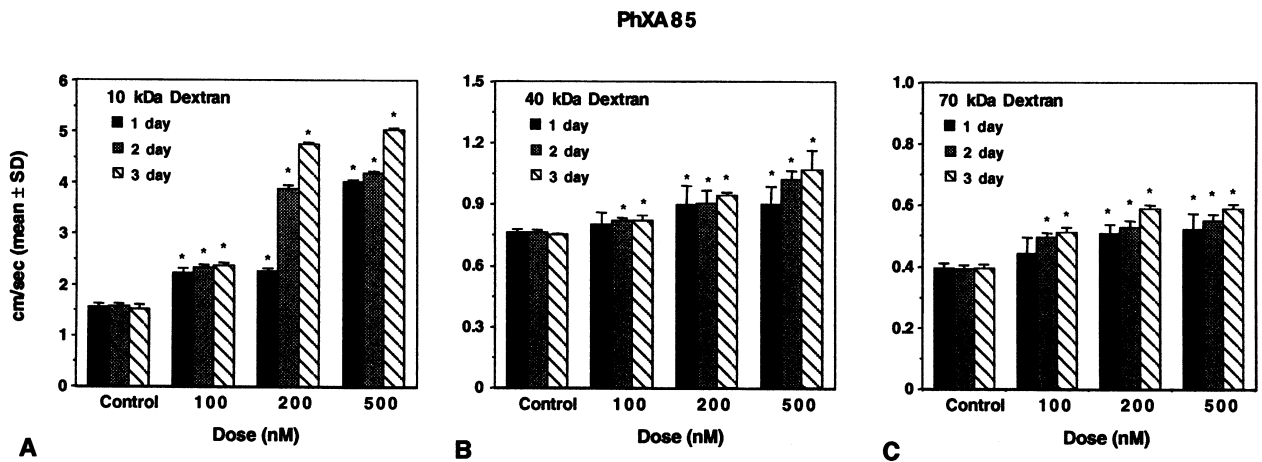 PhXA85
cm/sec (mean ± SD)
6
5
4
3
2
1
0
10 kDa Dextran
1 day
2 day
3 day
* * * * * * * * *
Control 100 200 500
Dose (nM)
A
1.5
1.2
0.9
0.6
0.3
0
40 kDa Dextran
1 day
2 day
3 day
* * * * * * * *
Control 100 200 500
Dose (nM)
B
1.0
0.8
0.6
0.4
0.2
0
70 kDa Dextran
1 day
2 day
3 day
* * * * * * * *
Control 100 200 500
Dose (nM)
C